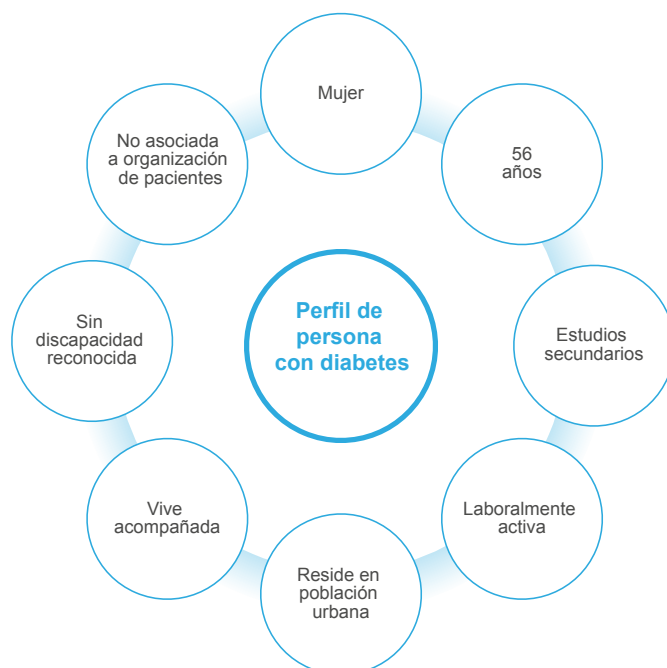 Mujer
56
años
Estudios
secundarios
Laboralmente
activa
Reside en
población
urbana
Vive
acompañada
Sin
discapacidad
reconocida
No asociada
a organización
de pacientes
Perfil de
persona
con diabetes